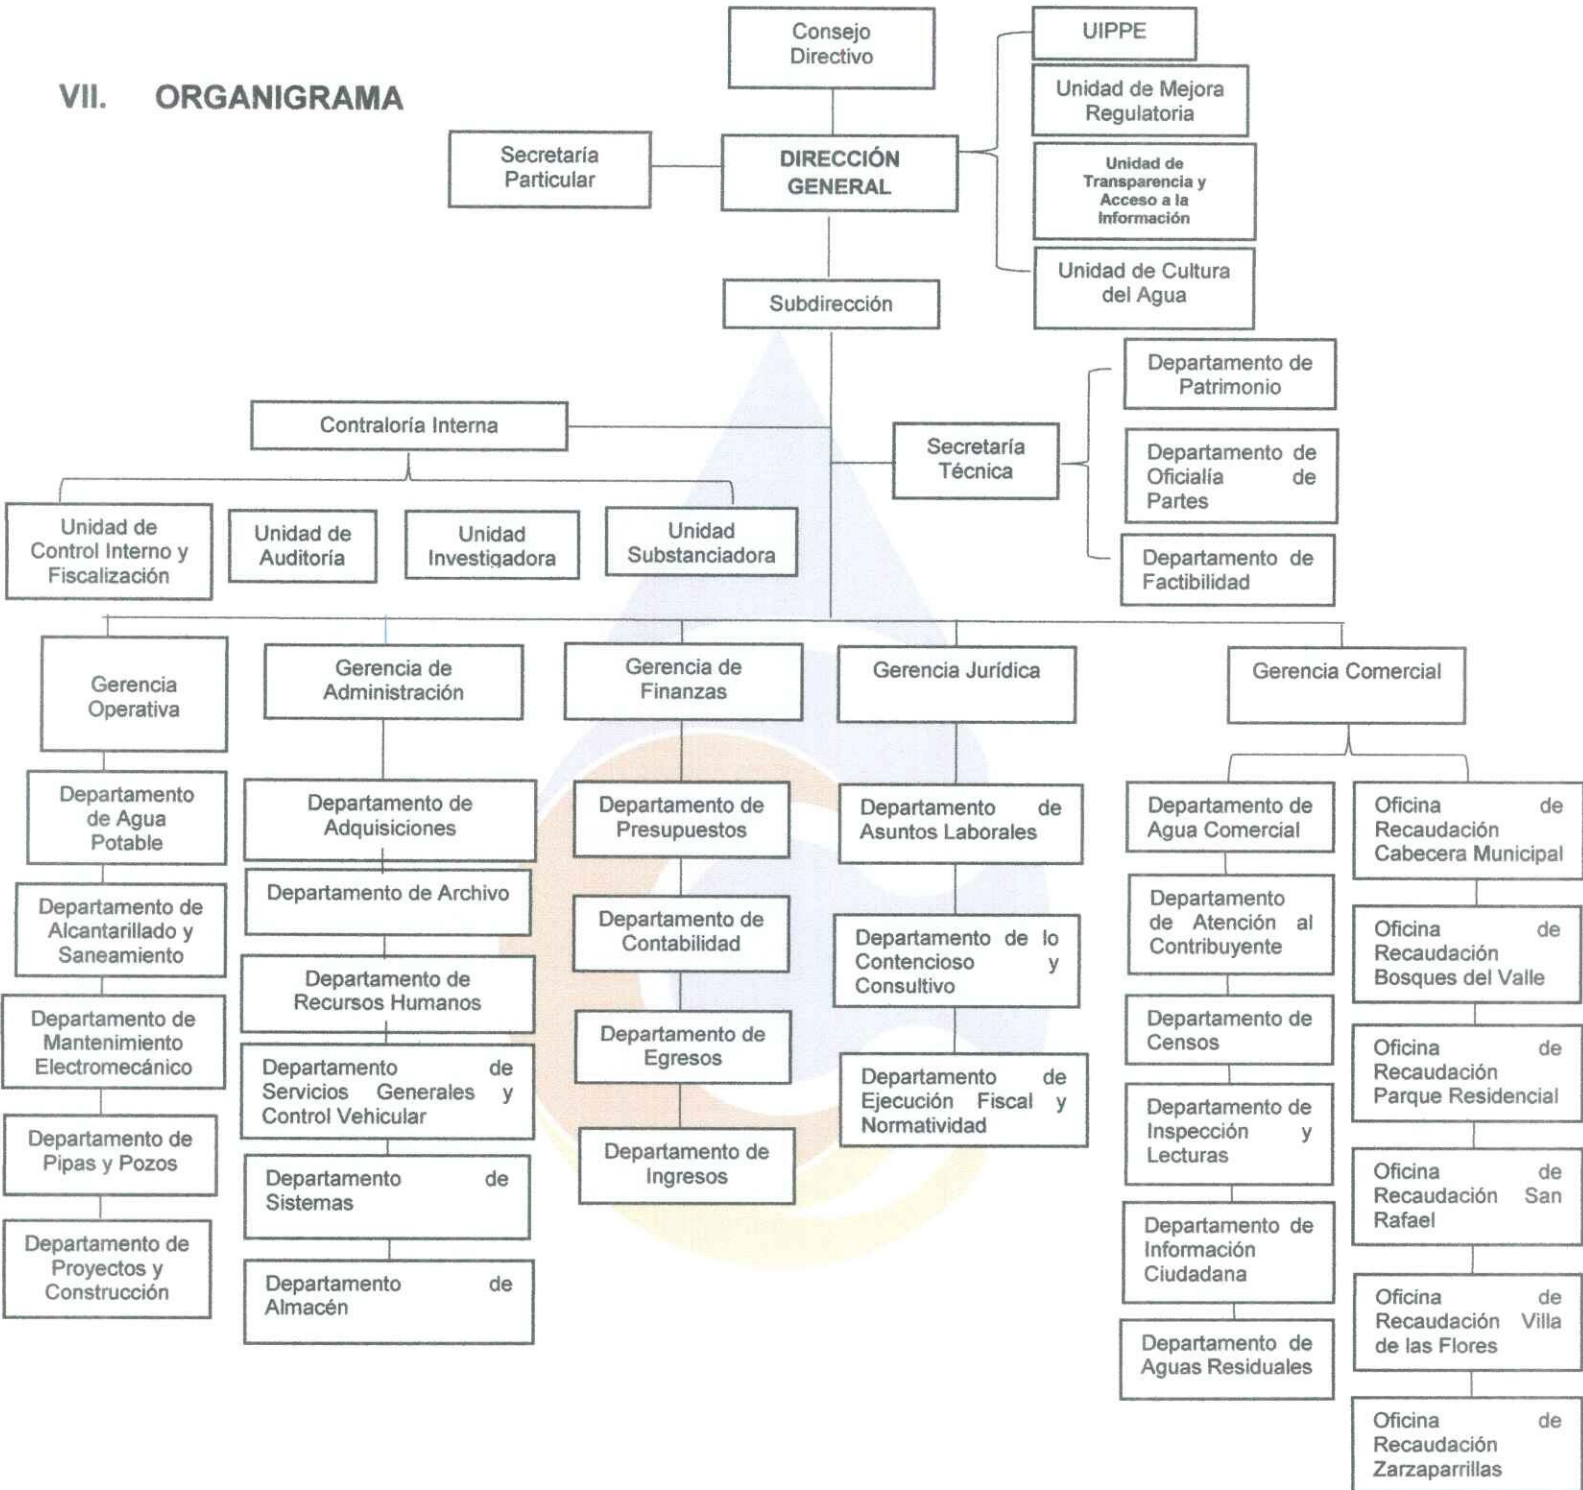 Consejo
Directivo
UIPPE
VII. ORGANIGRAMA
Unidad de Mejora
Regulatoria
Secretaría
Particular
DIRECCIÓN
GENERAL
Unidad de
Transparencia y
Acceso a la
Información
Unidad de Cultura
del Agua
Subdirección
Departamento de
Patrimonio
Contraloría Interna
Secretaría
Técnica
Departamento de
Oficialía de
Partes
Departamento de
Factibilidad
Unidad de
Control Interno y
Fiscalización
Unidad de
Auditoría
Unidad
Investigadora
Unidad
Substanciadora
Gerencia
Operativa
Departamento
de Agua
Potable
Departamento de
Alcantarillado y
Saneamiento
Departamento de
Mantenimiento
Electromecánico
Departamento de
Pipas y Pozos
Departamento de
Proyectos y
Construcción
Gerencia de
Administración
Departamento de
Adquisiciones
Departamento de Archivo
Departamento de
Recursos Humanos
Departamento de
Servicios Generales y
Control Vehicular
Departamento de
Sistemas
Departamento de
Almacén
Gerencia de
Finanzas
Departamento de
Presupuestos
Departamento de
Contabilidad
Departamento de
Egresos
Departamento de
Ingresos
Gerencia Jurídica
Departamento de
Asuntos Laborales
Departamento de lo
Contencioso y
Consultivo
Departamento de
Ejecución Fiscal y
Normatividad
Gerencia Comercial
Departamento de
Agua Comercial
Departamento
de Atención al
Contribuyente
Departamento de
Censos
Departamento de
Inspección y
Lecturas
Departamento de
Información
Ciudadana
Departamento de
Aguas Residuales
Oficina de
Recaudación
Cabecera Municipal
Oficina de
Recaudación
Bosques del Valle
Oficina de
Recaudación
Parque Residencial
Oficina de
Recaudación San
Rafael
Oficina de
Recaudación Villa
de las Flores
Oficina de
Recaudación
Zarzaparrillas